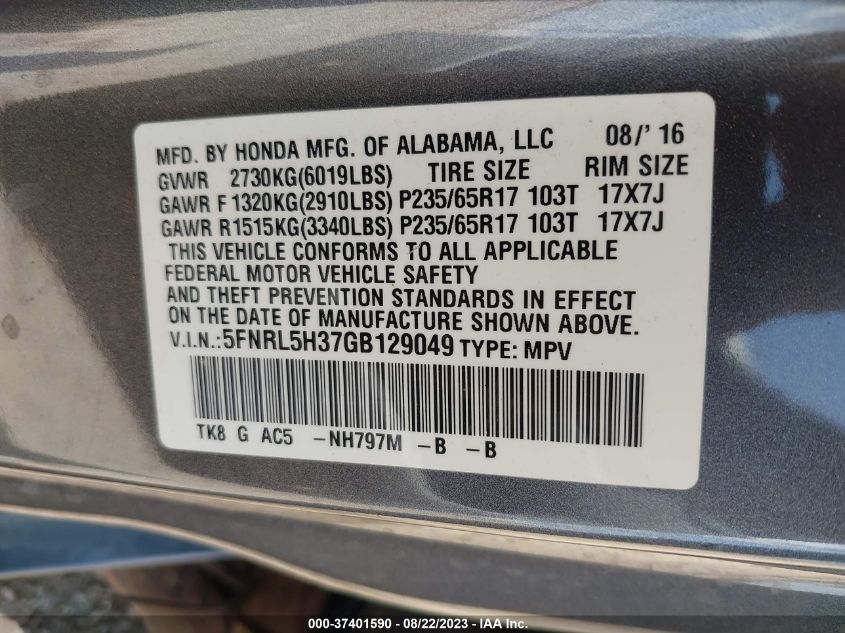 MFD. BY HONDA MFG. OF ALABAMA, LLC 08/' 16
GVWR 2730KG(6019LBS) TIRE SIZE RIM SIZE
GAWR F 1320KG(2910LBS) P235/65R17 103T 17X7J
GAWR R1515KG(3340LBS) P235/65R17 103T 17X7J
THIS VEHICLE CONFORMS TO ALL APPLICABLE
FEDERAL MOTOR VEHICLE SAFETY
AND THEFT PREVENTION STANDARDS IN EFFECT
ON THE DATE OF MANUFACTURE SHOWN ABOVE.
V.I.N.:5FNRL5H37GB129049 TYPE: MPV
TK8 G AC5 -NH797M -B -B
000-37401590 - 08/22/2023 - IAA Inc.